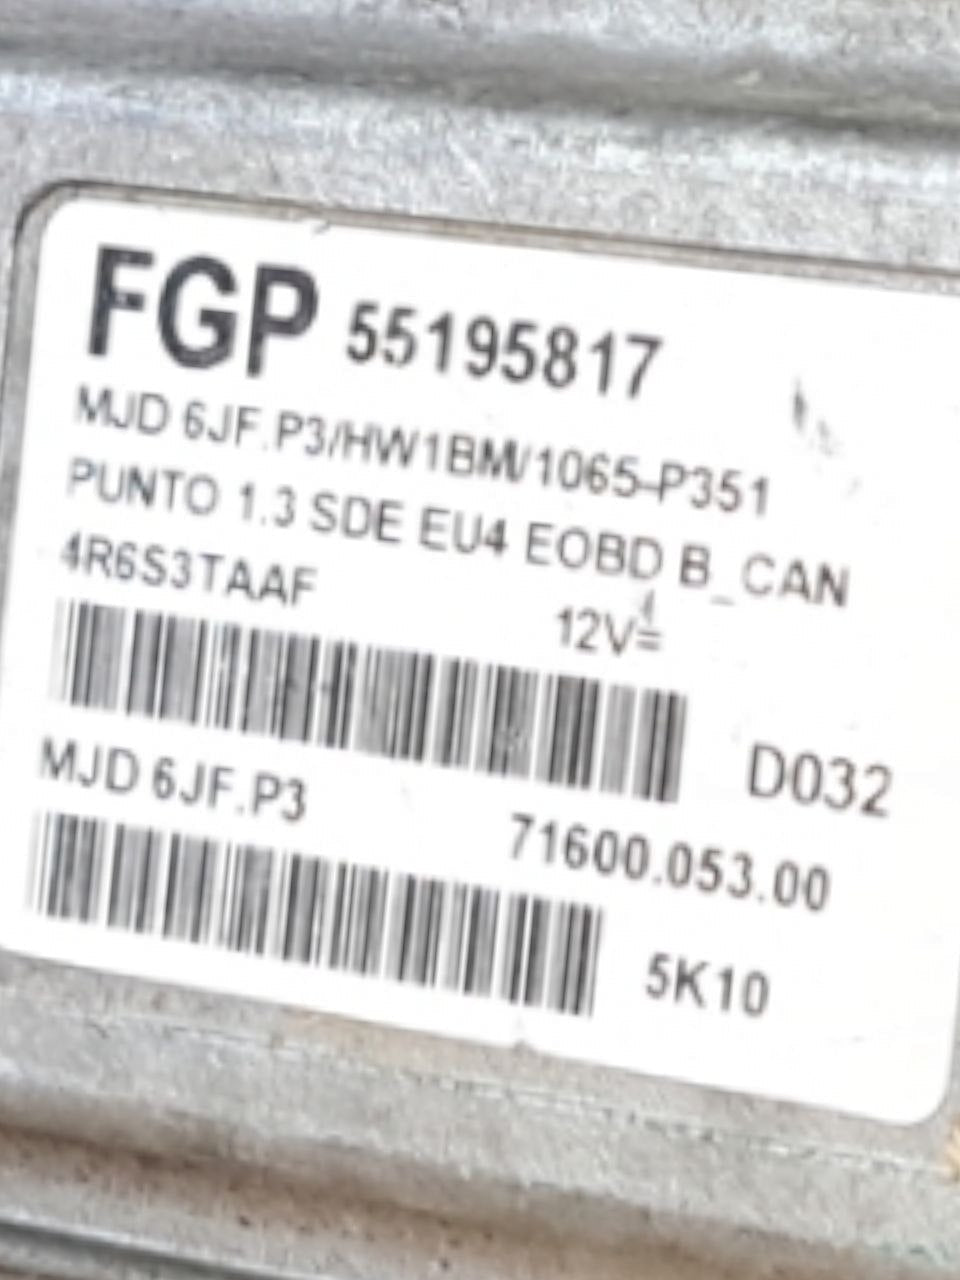 FGP 55195817
MJD 6JF.P3/HW1BM/1065-P351
PUNTO 1.3 SDE EU4 EOBD B_CAN
4R6S3TAAF 12V=
D032
MJD 6JF.P3 71600.053.00
5K10